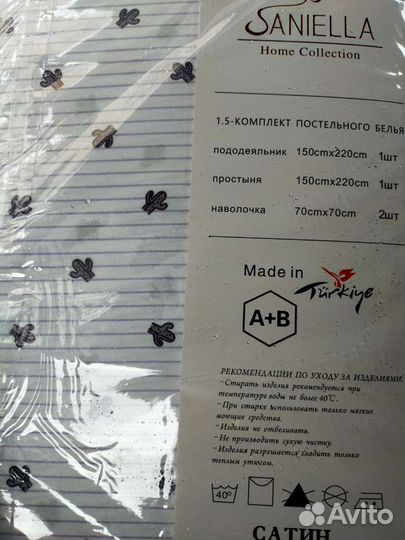 SANIELLA
Home Collection
1.5-КОМПЛЕКТ ПОСТЕЛЬНОГО БЕЛЬЯ
пододеяльник 150cmx220cm 1шт
простыня 150cmx220cm 1шт
наволочка 70cmx70cm 2шт
Made in Türkiye
A+B
РЕКОМЕНДАЦИИ ПО УХОДУ ЗА ИЗДЕЛИЯМИ:
- Стирать изделия рекомендуется при
температуре воды не более 40℃.
- При стирке использовать только мягкие
моющие средства.
- Изделия не отбеливать.
- Не производить сухую чистку.
- Изделия разрешается гладить только
теплым утюгом.
40°
САТИН
Avito